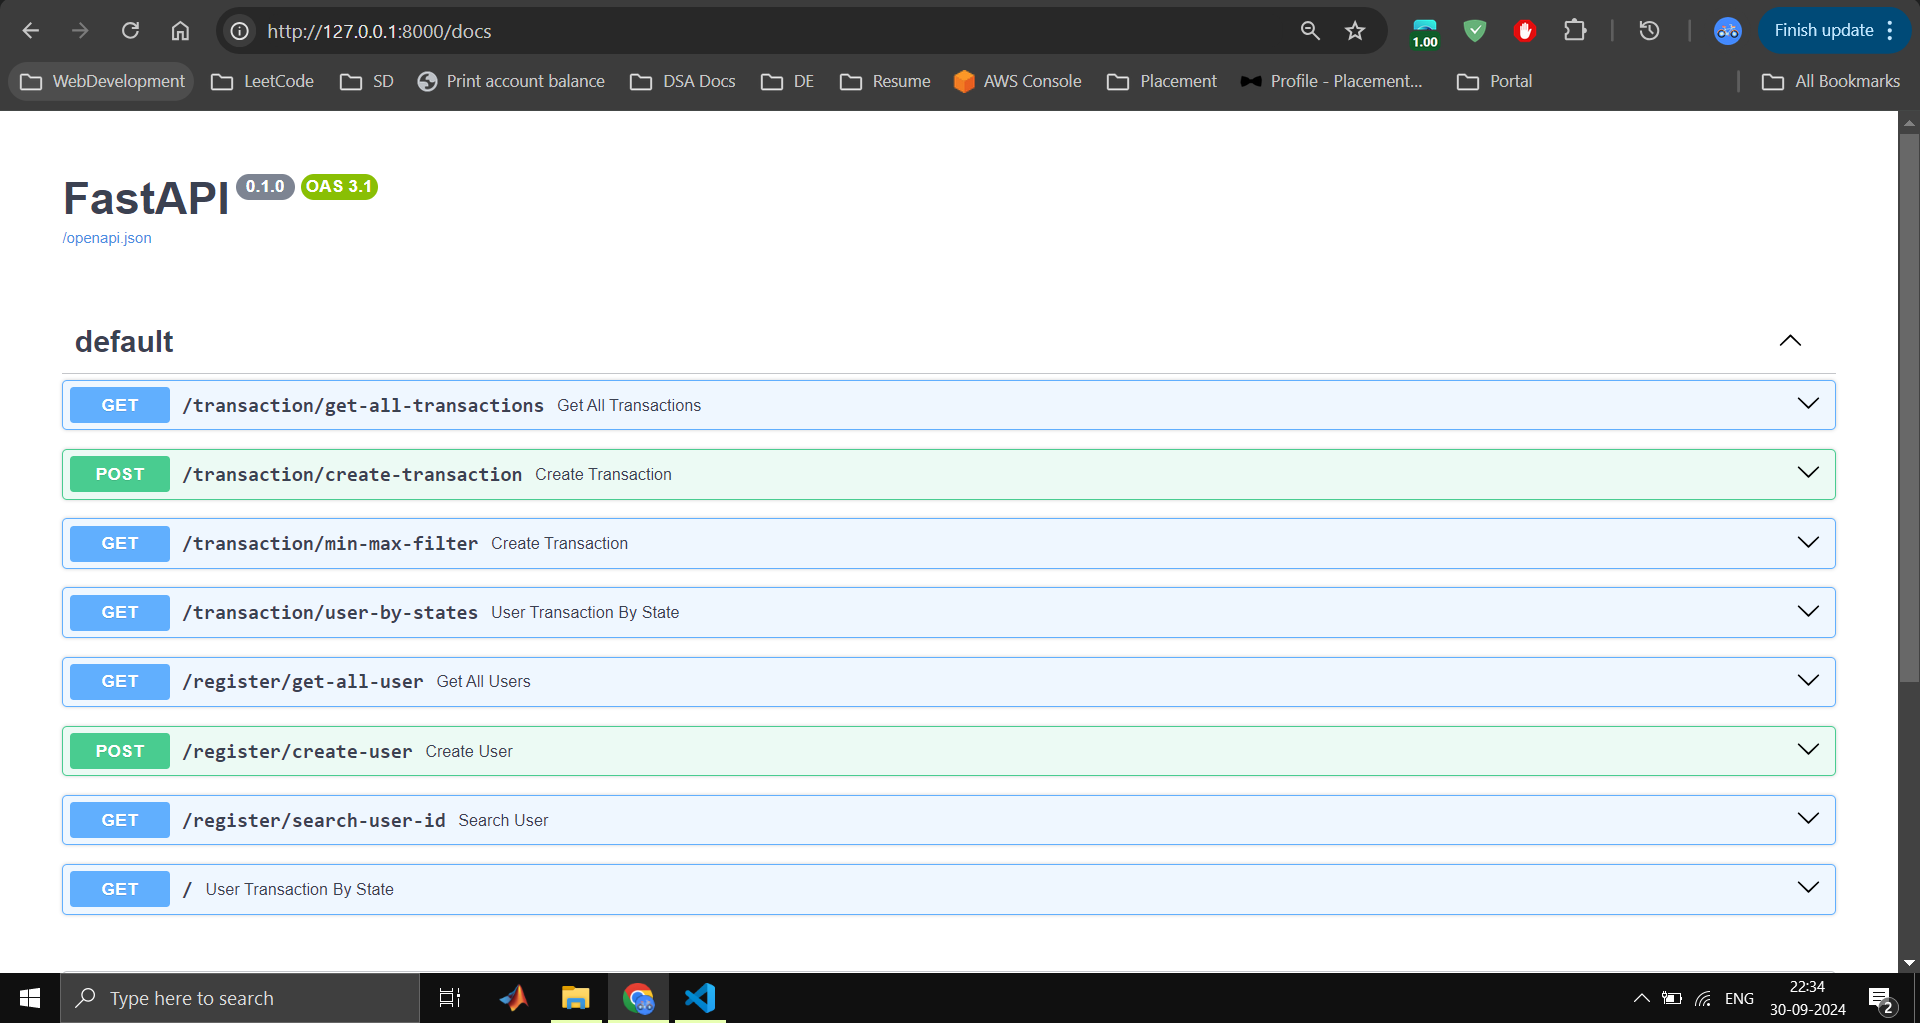 http://127.0.0.1:8000/docs
1.00
Finish update
WebDevelopment LeetCode SD Print account balance DSA Docs DE Resume AWS Console Placement Profile - Placement... Portal All Bookmarks
FastAPI 0.1.0 OAS 3.1
/openapi.json
default
GET /transaction/get-all-transactions Get All Transactions
POST /transaction/create-transaction Create Transaction
GET /transaction/min-max-filter Create Transaction
GET /transaction/user-by-states User Transaction By State
GET /register/get-all-user Get All Users
POST /register/create-user Create User
GET /register/search-user-id Search User
GET / User Transaction By State
Type here to search
ENG
22:34
30-09-2024
2